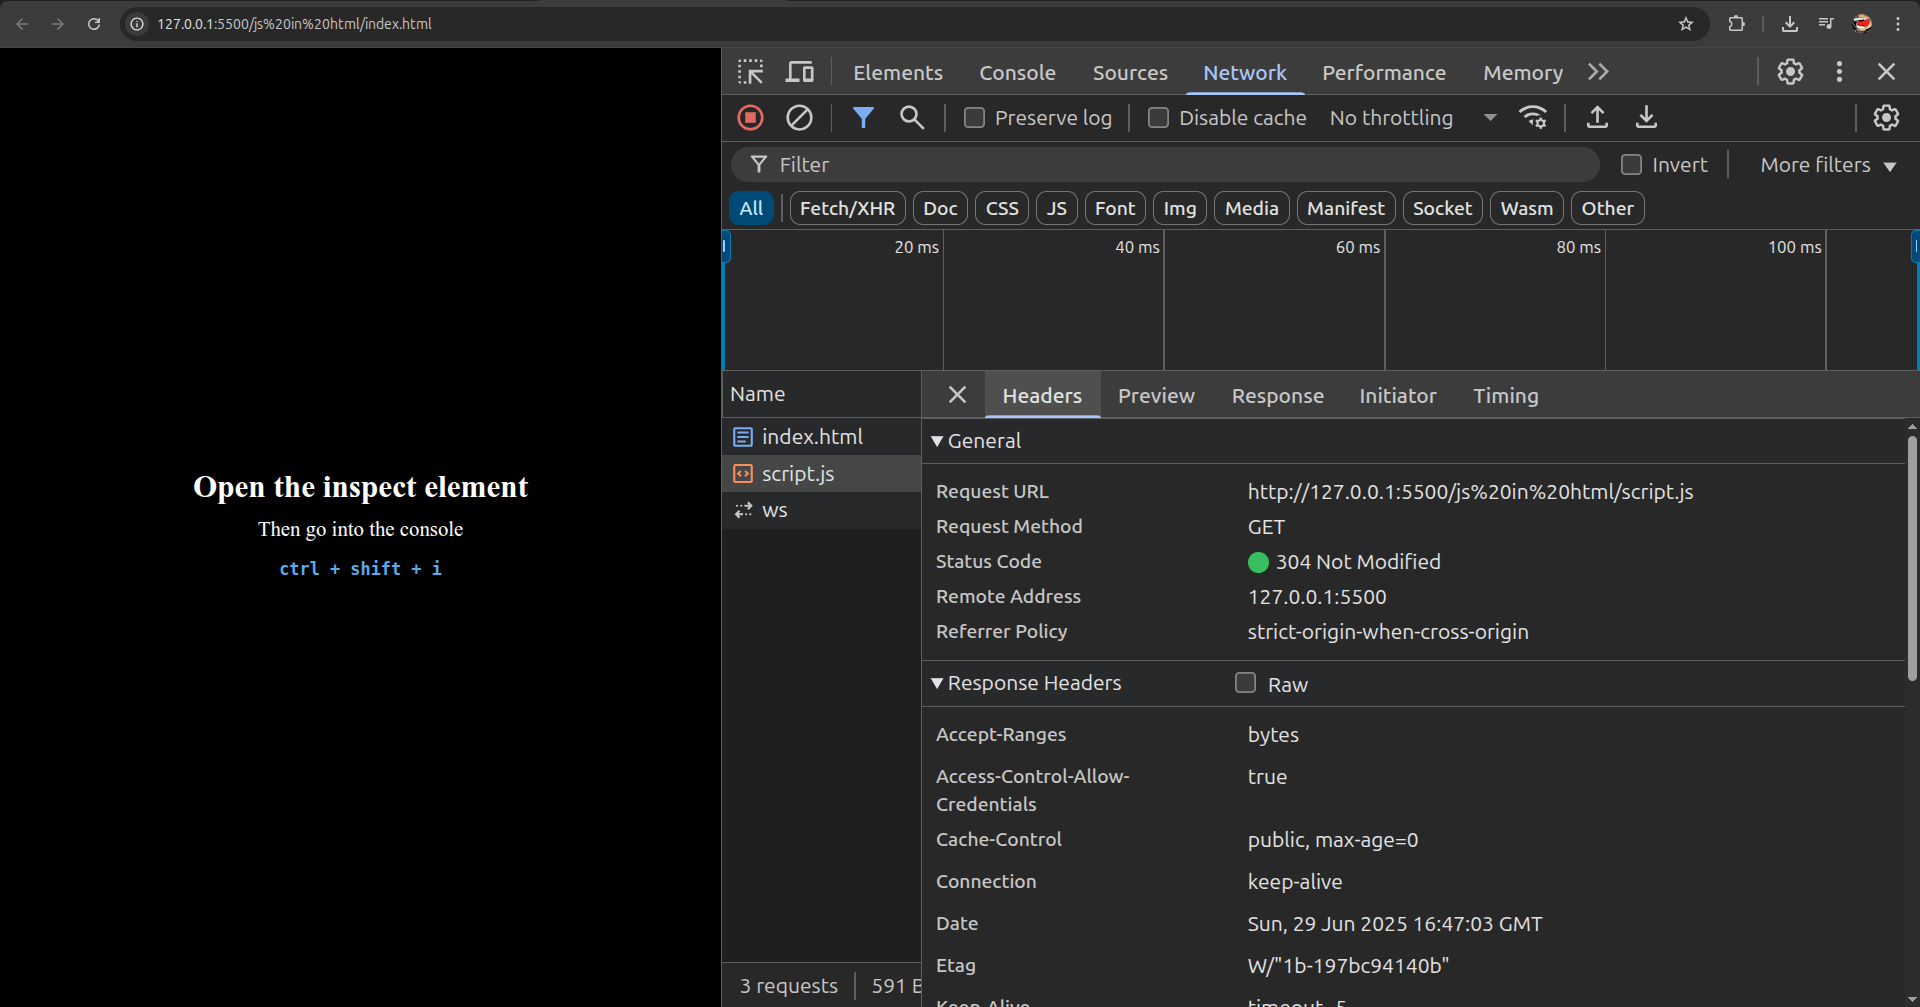 127.0.0.1:5500/js%20in%20html/index.html
Elements Console Sources Network Performance Memory
Preserve log Disable cache No throttling
Filter Invert More filters
All Fetch/XHR Doc CSS JS Font Img Media Manifest Socket Wasm Other
20 ms 40 ms 60 ms 80 ms 100 ms
Open the inspect element
Then go into the console
ctrl + shift + i
Name
index.html
script.js
ws
3 requests 591 B
Headers Preview Response Initiator Timing
General
Request URL http://127.0.0.1:5500/js%20in%20html/script.js
Request Method GET
Status Code 304 Not Modified
Remote Address 127.0.0.1:5500
Referrer Policy strict-origin-when-cross-origin
Response Headers Raw
Accept-Ranges bytes
Access-Control-Allow- true
Credentials
Cache-Control public, max-age=0
Connection keep-alive
Date Sun, 29 Jun 2025 16:47:03 GMT
Etag W/"1b-197bc94140b"
Keep-Alive timeout=5